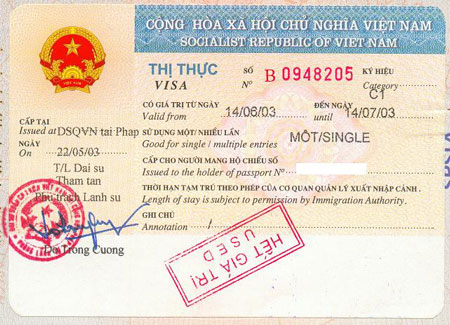 CỘNG HÒA XÃ HỘI CHỦ NGHĨA VIỆT NAM
SOCIALIST REPUBLIC OF VIET NAM
THỊ THỰC
VISA
SỐ
Nº
B 0948205
KÝ HIỆU
Category
C1
CÓ GIÁ TRỊ TỪ NGÀY
Valid from
14/06/03
ĐẾN NGÀY
until
14/07/03
CẤP TẠI
Issued at DSQVN tai Phap
NGÀY
On 22/05/03
SỬ DỤNG MỘT/ NHIỀU LẦN
Good for single / multiple entries
MÔT/SINGLE
CẤP CHO NGƯỜI MANG HỘ CHIẾU SỐ
Issued to the holder of passport Nº
THỜI HẠN TẠM TRÚ THEO PHÉP CỦA CƠ QUAN QUẢN LÝ XUẤT NHẬP CẢNH.
Length of stay is subject to permission by Immigration Authority.
GHI CHÚ
Annotation /
T/L Dai su
Tham tan
Phu trach Lanh su
Do Trong Cuong
HẾT GIÁ TRỊ
USED